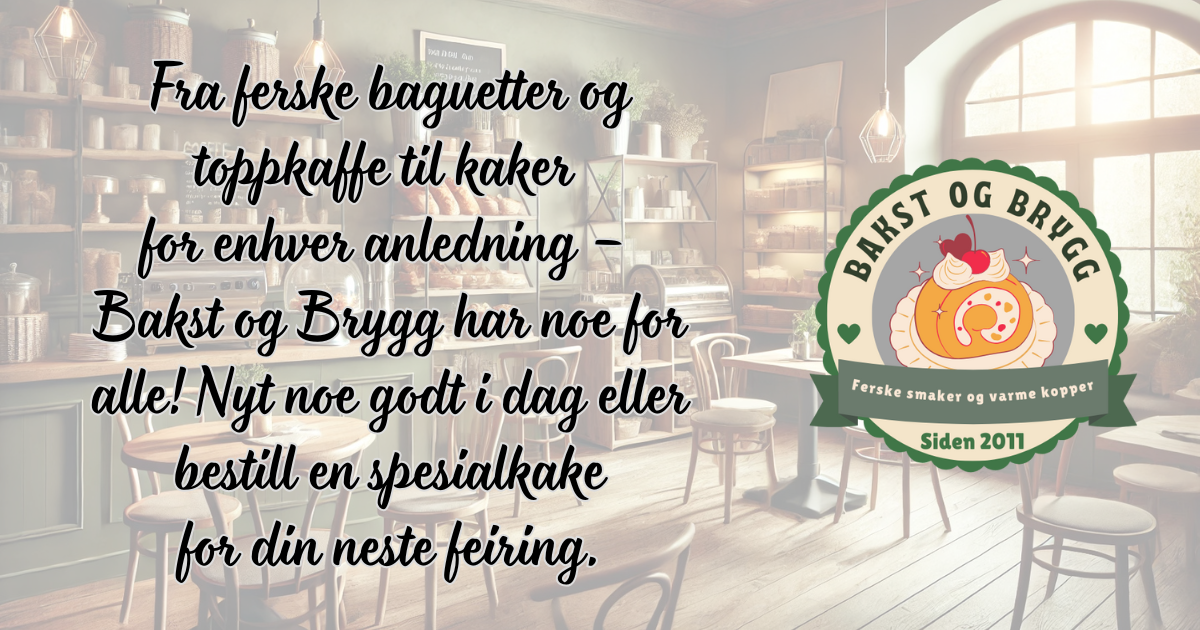 Fra ferske baguetter og
toppkaffe til kaker
for enhver anledning –
Bakst og Brygg har noe for
alle! Nyt noe godt i dag eller
bestill en spesialkake
for din neste feiring.
BAKST OG BRYGG
Ferske smaker og varme kopper
Siden 2011